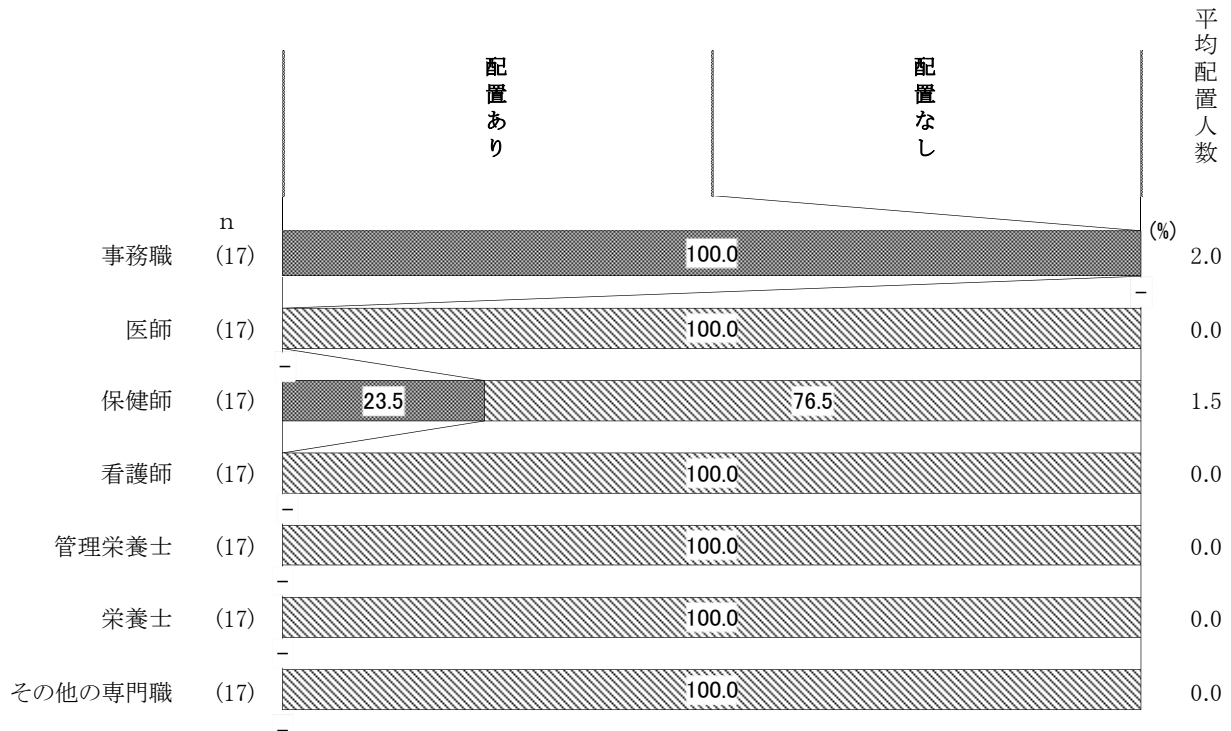 配置あり
配置なし
平均配置人数
n
(%)
事務職 (17) 100.0 2.0
–
医師 (17) 100.0 0.0
–
保健師 (17) 23.5 76.5 1.5
看護師 (17) 100.0 0.0
–
管理栄養士 (17) 100.0 0.0
–
栄養士 (17) 100.0 0.0
–
その他の専門職 (17) 100.0 0.0
–